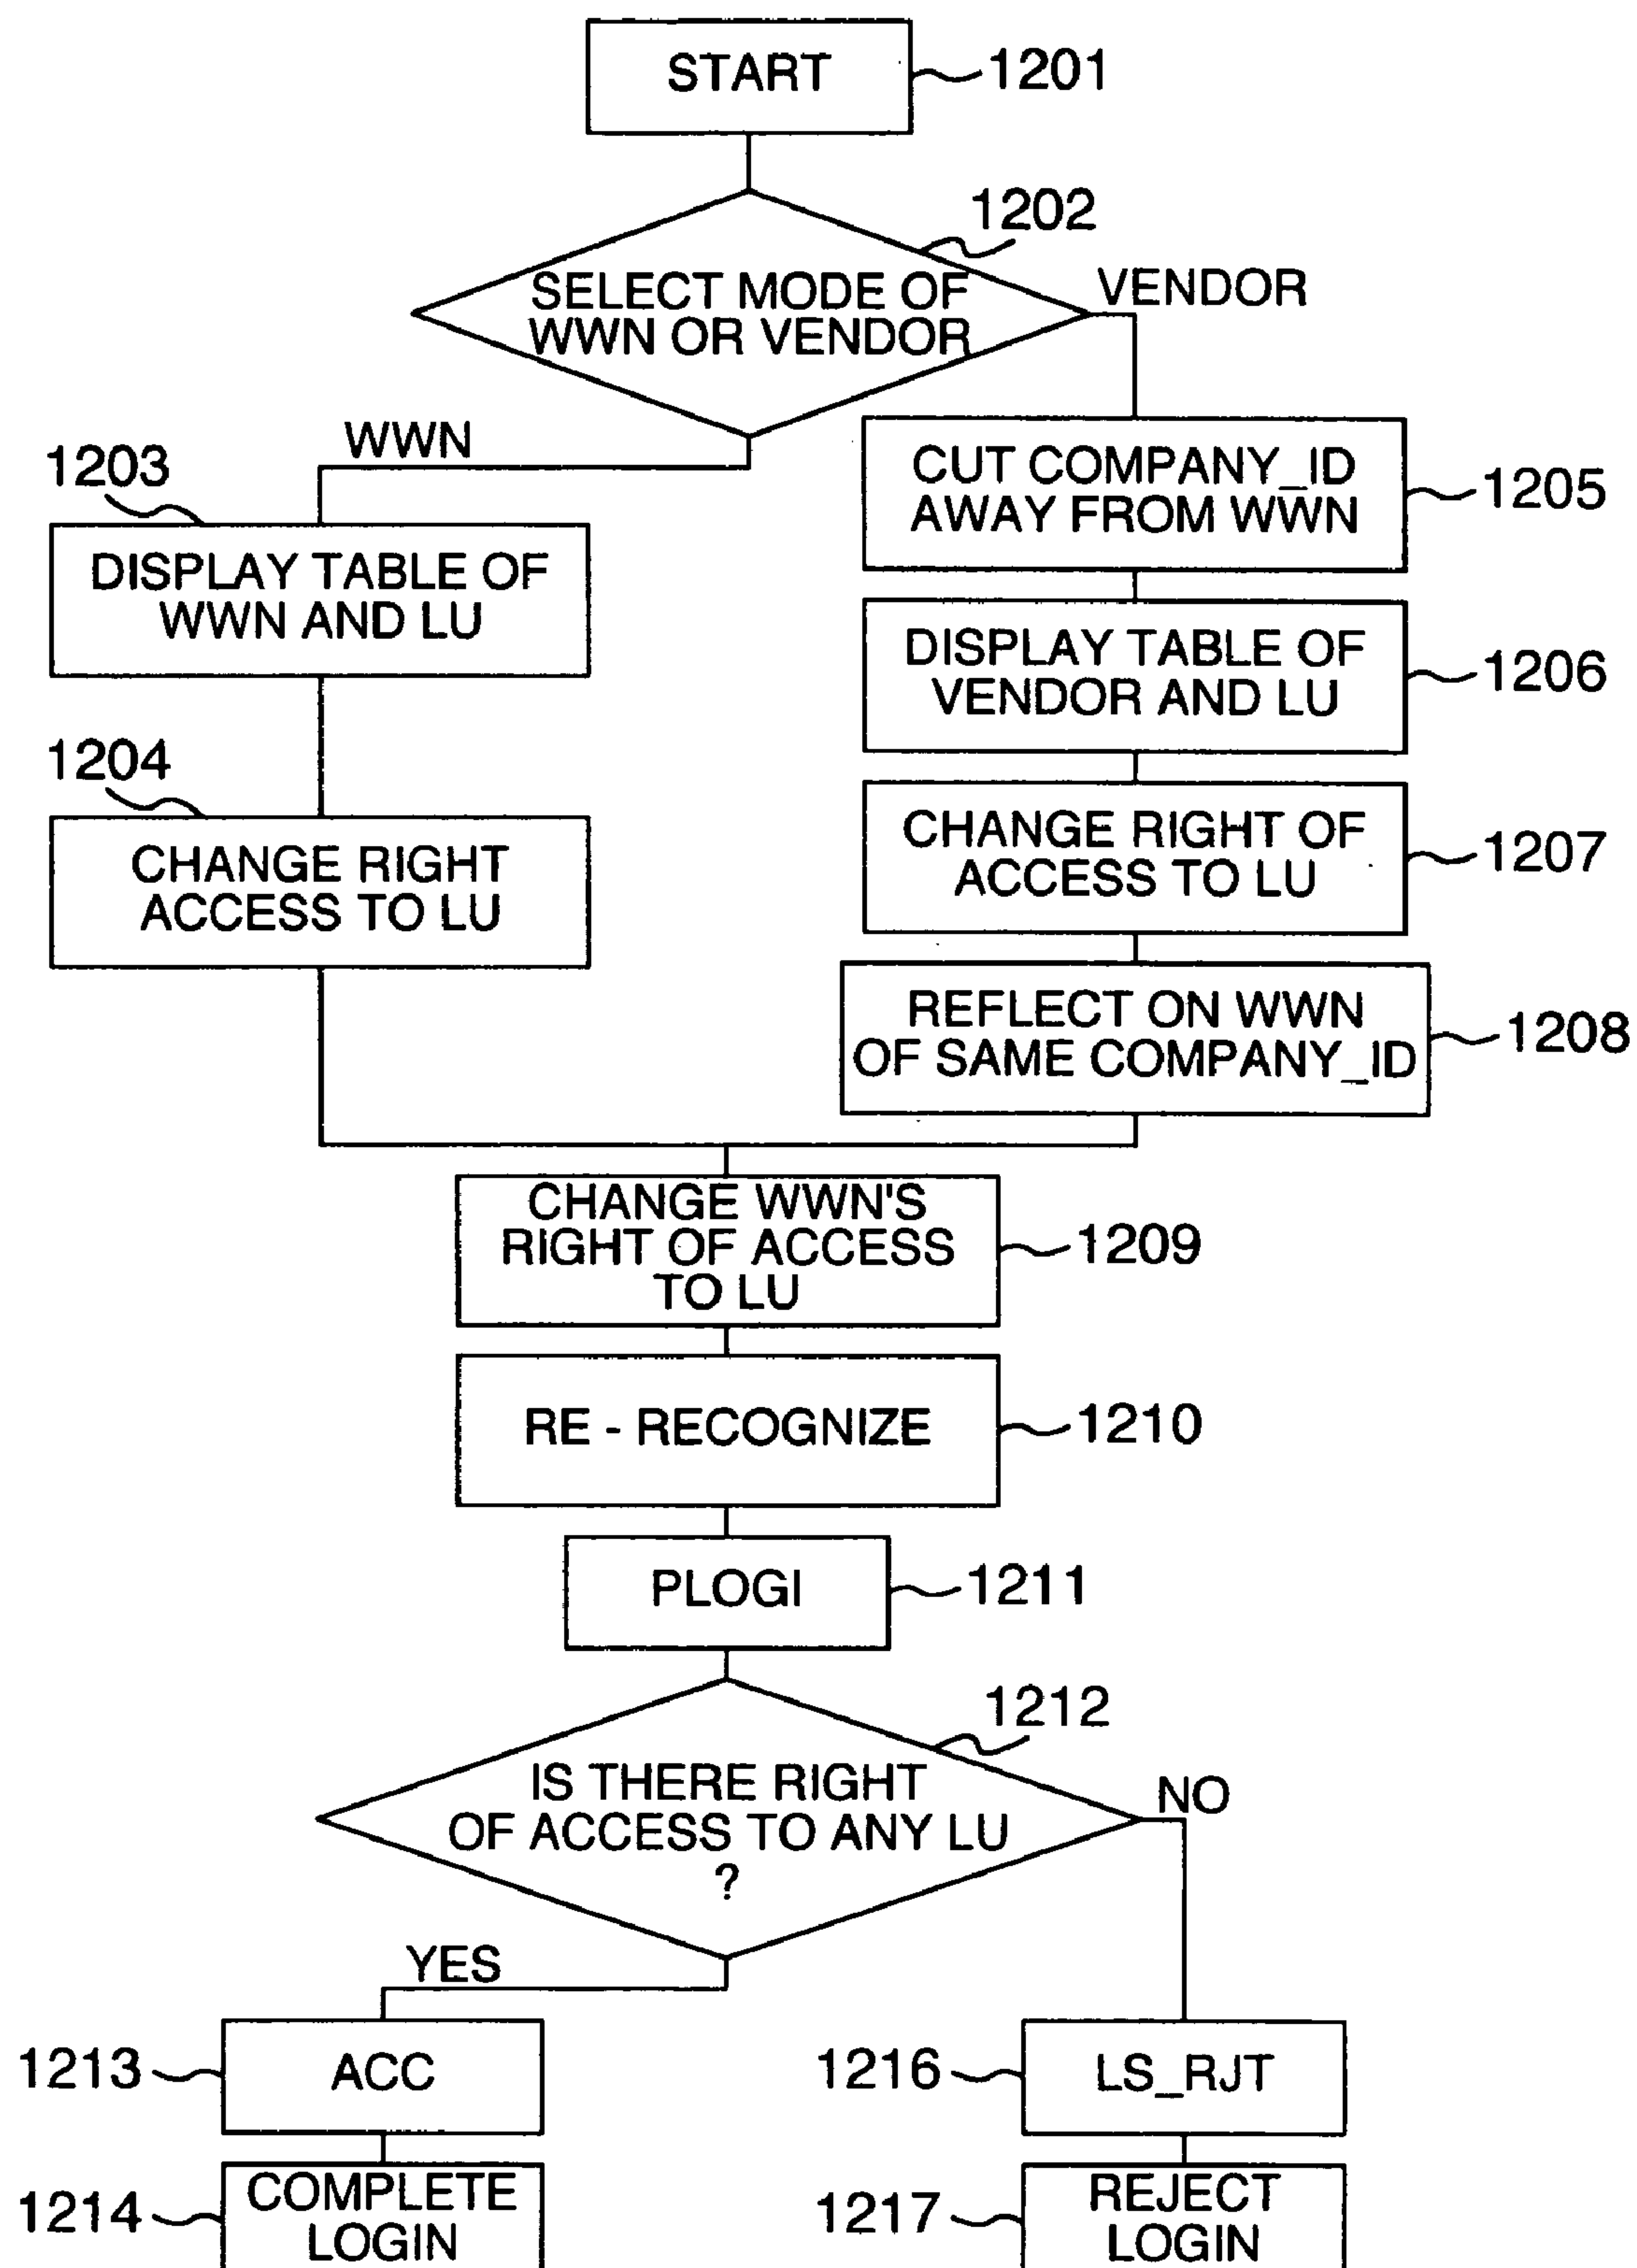 START
1201
1202
SELECT MODE OF
WWN OR VENDOR
VENDOR
WWN
1203
DISPLAY TABLE OF
WWN AND LU
1204
CHANGE RIGHT
ACCESS TO LU
CUT COMPANY_ID
AWAY FROM WWN
1205
DISPLAY TABLE OF
VENDOR AND LU
1206
CHANGE RIGHT OF
ACCESS TO LU
1207
REFLECT ON WWN
OF SAME COMPANY_ID
1208
CHANGE WWN'S
RIGHT OF ACCESS
TO LU
1209
RE - RECOGNIZE
1210
PLOGI
1211
1212
IS THERE RIGHT
OF ACCESS TO ANY LU
?
NO
YES
1213
ACC
1214
COMPLETE
LOGIN
1216
LS_RJT
1217
REJECT
LOGIN